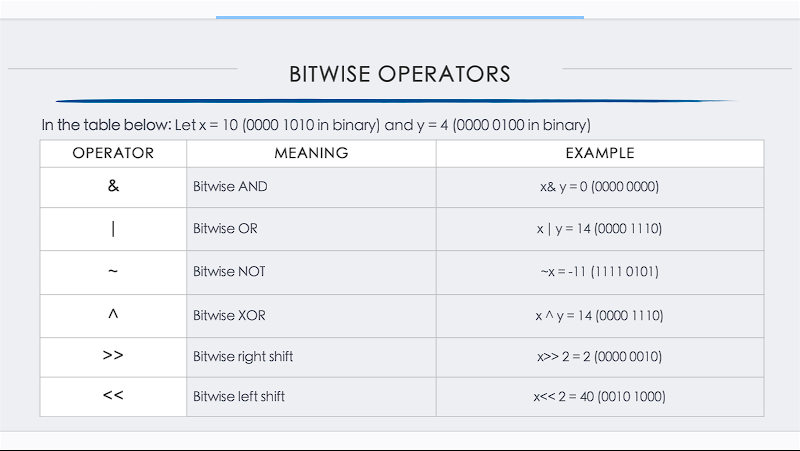 BITWISE OPERATORS
In the table below: Let x = 10 (0000 1010 in binary) and y = 4 (0000 0100 in binary)
OPERATOR MEANING EXAMPLE
& Bitwise AND x& y = 0 (0000 0000)
| Bitwise OR x | y = 14 (0000 1110)
~ Bitwise NOT ~x = -11 (1111 0101)
^ Bitwise XOR x ^ y = 14 (0000 1110)
>> Bitwise right shift x>> 2 = 2 (0000 0010)
<< Bitwise left shift x<< 2 = 40 (0010 1000)